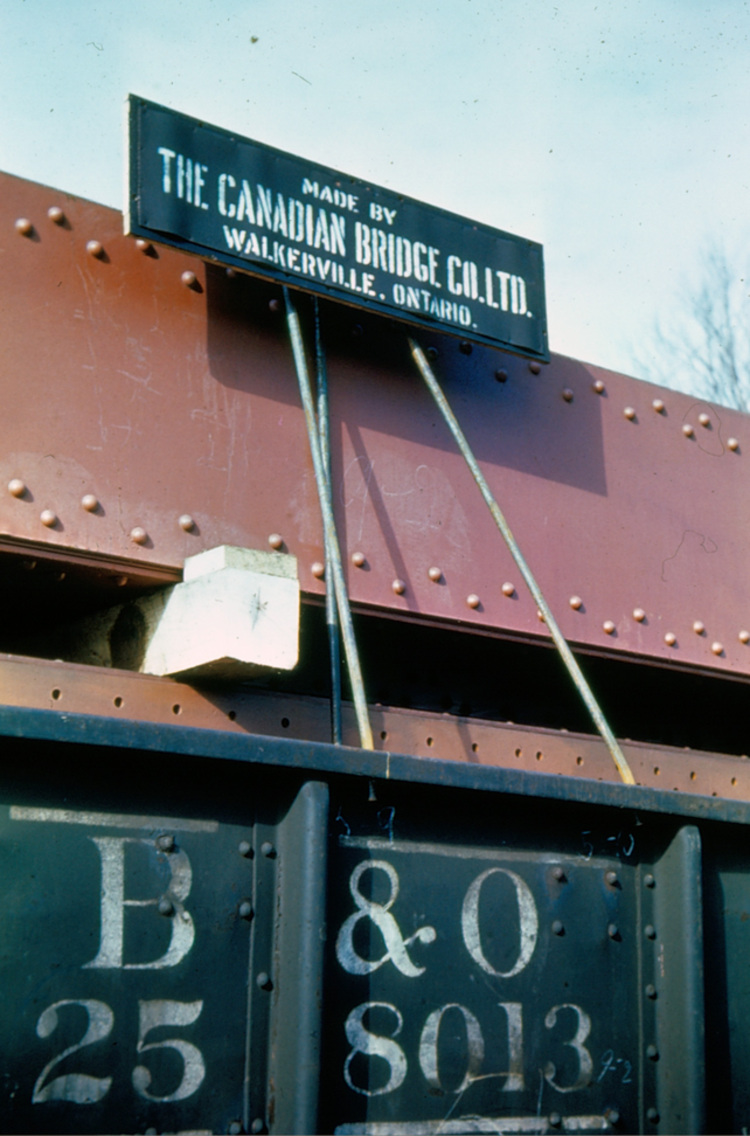 MADE BY
THE CANADIAN BRIDGE CO.LTD.
WALKERVILLE. ONTARIO.
B & O
25 8013